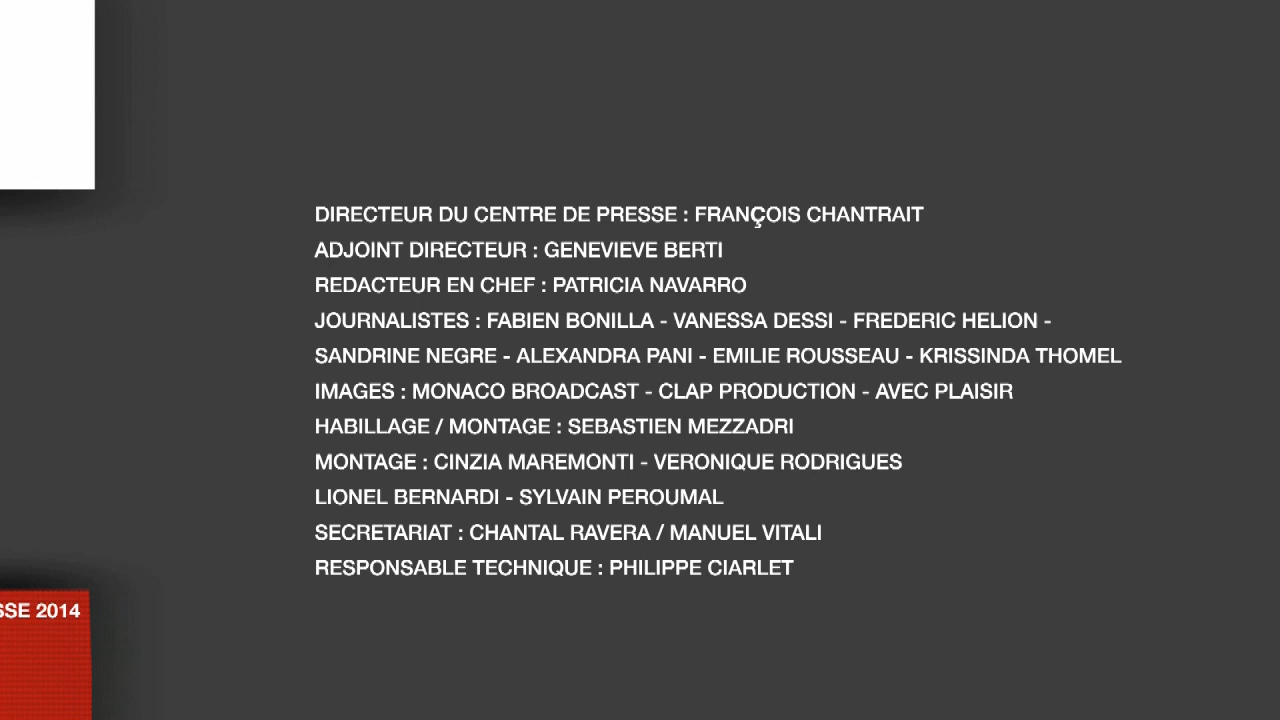 DIRECTEUR DU CENTRE DE PRESSE : FRANÇOIS CHANTRAIT
ADJOINT DIRECTEUR : GENEVIEVE BERTI
REDACTEUR EN CHEF : PATRICIA NAVARRO
JOURNALISTES : FABIEN BONILLA - VANESSA DESSI - FREDERIC HELION -
SANDRINE NEGRE - ALEXANDRA PANI - EMILIE ROUSSEAU - KRISSINDA THOMEL
IMAGES : MONACO BROADCAST - CLAP PRODUCTION - AVEC PLAISIR
HABILLAGE / MONTAGE : SEBASTIEN MEZZADRI
MONTAGE : CINZIA MAREMONTI - VERONIQUE RODRIGUES
LIONEL BERNARDI - SYLVAIN PEROUMAL
SECRETARIAT : CHANTAL RAVERA / MANUEL VITALI
RESPONSABLE TECHNIQUE : PHILIPPE CIARLET
2014